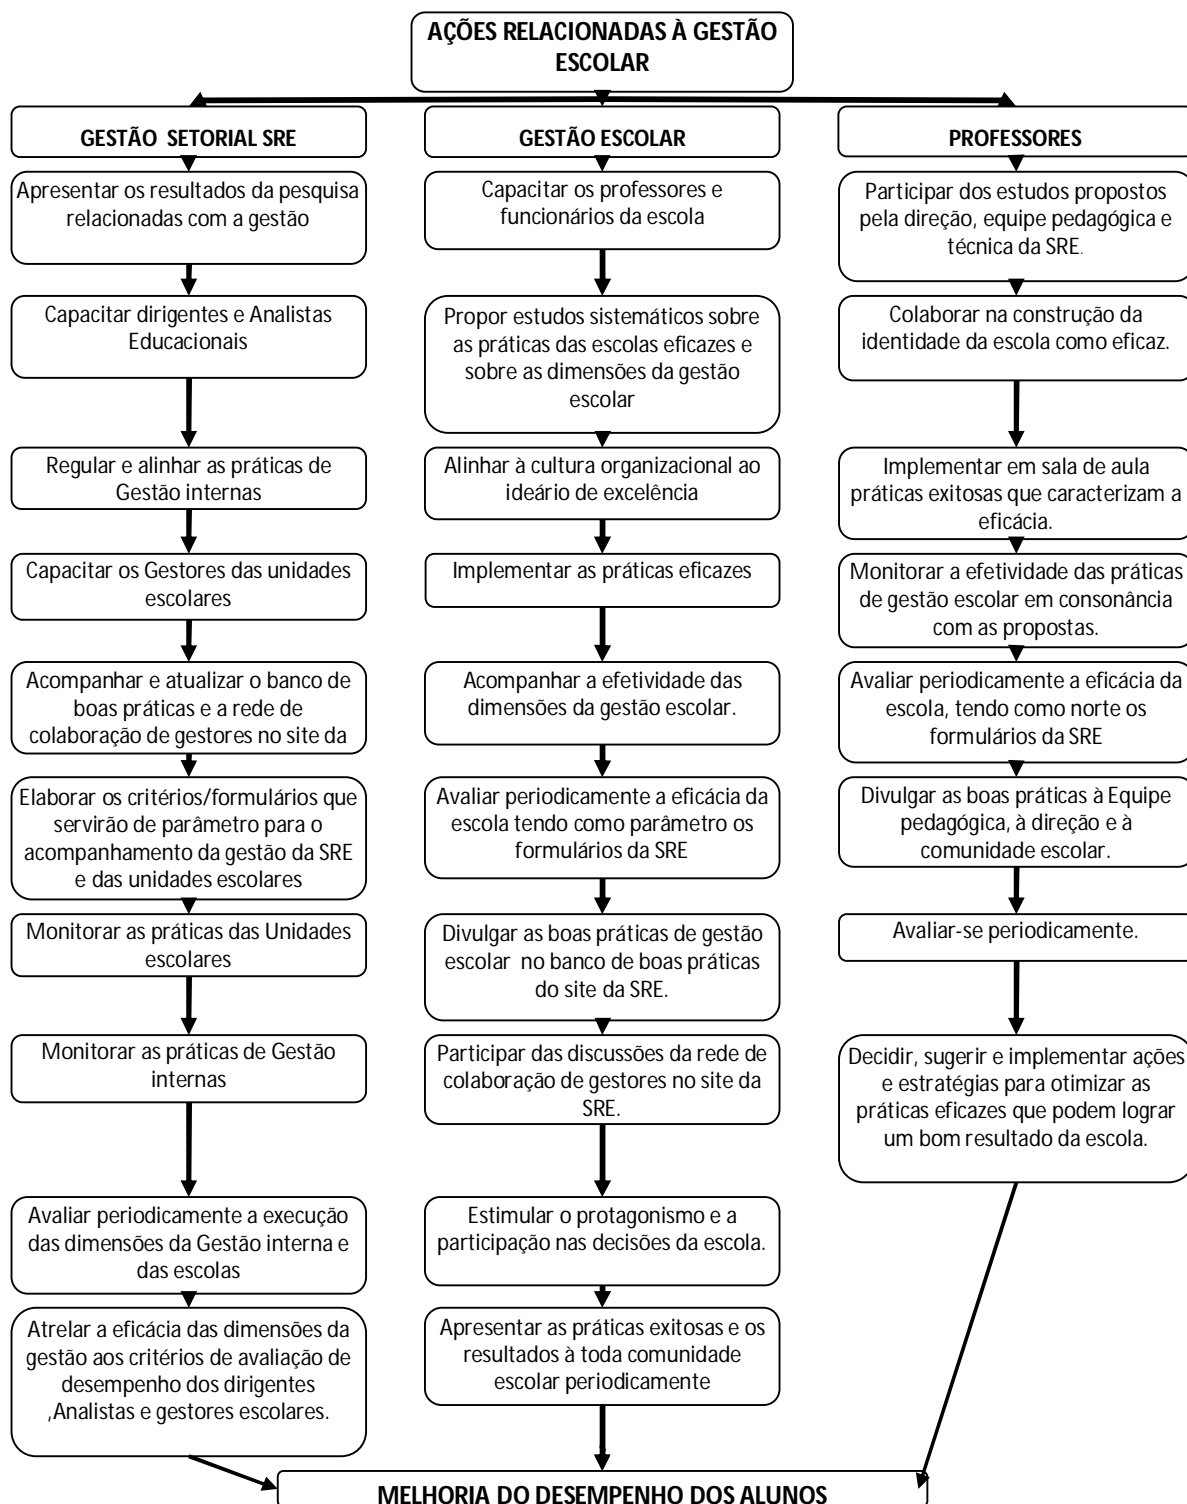 AÇÕES RELACIONADAS À GESTÃO
ESCOLAR
GESTÃO SETORIAL SRE
Apresentar os resultados da pesquisa
relacionadas com a gestão
Capacitar dirigentes e Analistas
Educacionais
Regular e alinhar as práticas de
Gestão internas
Capacitar os Gestores das unidades
escolares
Acompanhar e atualizar o banco de
boas práticas e a rede de
colaboração de gestores no site da
Elaborar os critérios/formulários que
servirão de parâmetro para o
acompanhamento da gestão da SRE
e das unidades escolares
Monitorar as práticas das Unidades
escolares
Monitorar as práticas de Gestão
internas
Avaliar periodicamente a execução
das dimensões da Gestão interna e
das escolas
Atrelar a eficácia das dimensões da
gestão aos critérios de avaliação de
desempenho dos dirigentes
,Analistas e gestores escolares.
GESTÃO ESCOLAR
Capacitar os professores e
funcionários da escola
Propor estudos sistemáticos sobre
as práticas das escolas eficazes e
sobre as dimensões da gestão
escolar
Alinhar à cultura organizacional ao
ideário de excelência
Implementar as práticas eficazes
Acompanhar a efetividade das
dimensões da gestão escolar.
Avaliar periodicamente a eficácia da
escola tendo como parâmetro os
formulários da SRE
Divulgar as boas práticas de gestão
escolar no banco de boas práticas
do site da SRE.
Participar das discussões da rede de
colaboração de gestores no site da
SRE.
Estimular o protagonismo e a
participação nas decisões da escola.
Apresentar as práticas exitosas e os
resultados à toda comunidade
escolar periodicamente
PROFESSORES
Participar dos estudos propostos
pela direção, equipe pedagógica e
técnica da SRE.
Colaborar na construção da
identidade da escola como eficaz.
Implementar em sala de aula
práticas exitosas que caracterizam a
eficácia.
Monitorar a efetividade das práticas
de gestão escolar em consonância
com as propostas.
Avaliar periodicamente a eficácia da
escola, tendo como norte os
formulários da SRE
Divulgar as boas práticas à Equipe
pedagógica, à direção e à
comunidade escolar.
Avaliar-se periodicamente.
Decidir, sugerir e implementar ações
e estratégias para otimizar as
práticas eficazes que podem lograr
um bom resultado da escola.
MELHORIA DO DESEMPENHO DOS ALUNOS